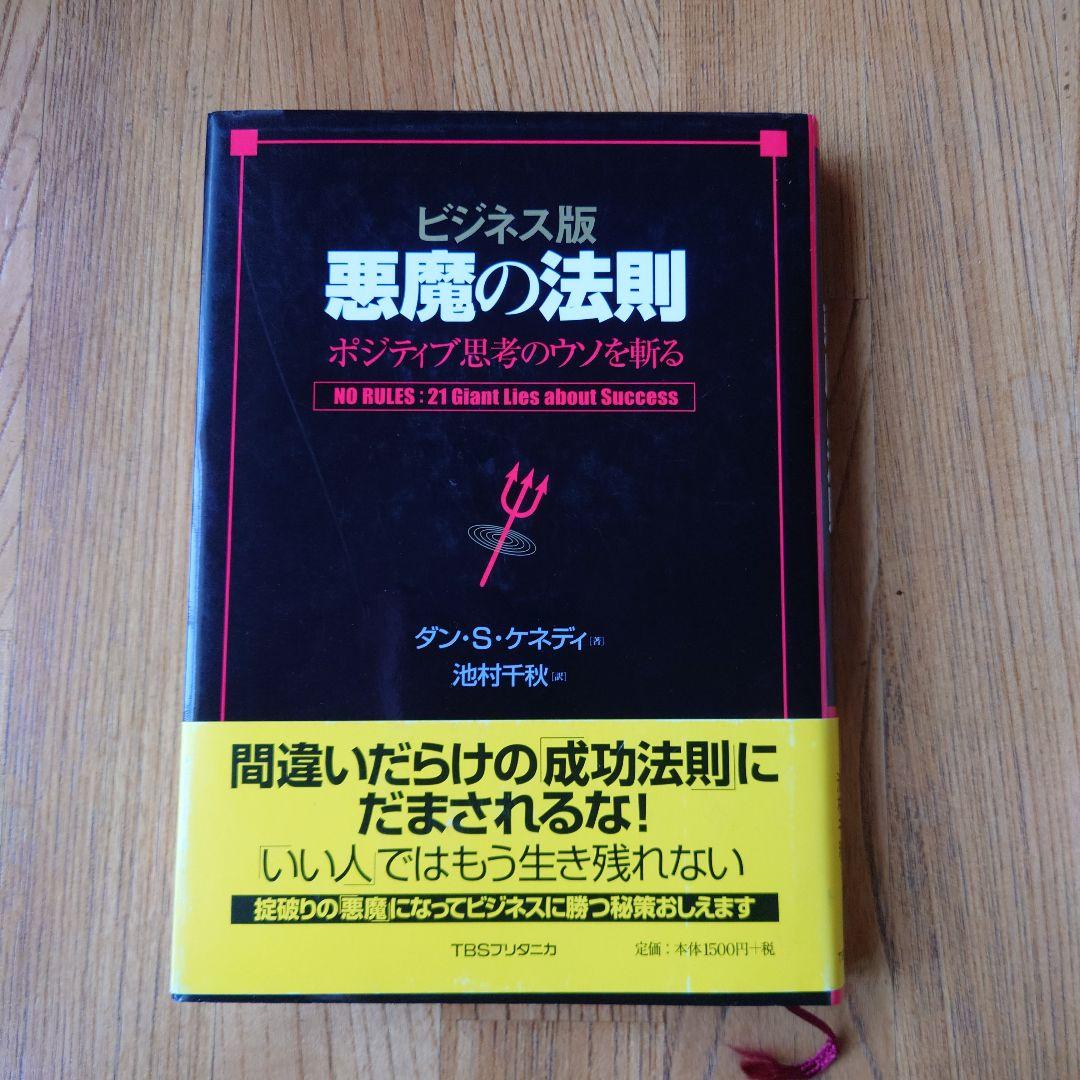 ビジネス版
悪魔の法則
ポジティブ思考のウソを斬る
NO RULES : 21 Giant Lies about Success
ダン・S・ケネディ[著]
池村千秋[訳]
間違いだらけの「成功法則」に
だまされるな!
「いい人」ではもう生き残れない
掟破りの「悪魔」になってビジネスに勝つ秘策おしえます
TBSブリタニカ
定価:本体1500円+税